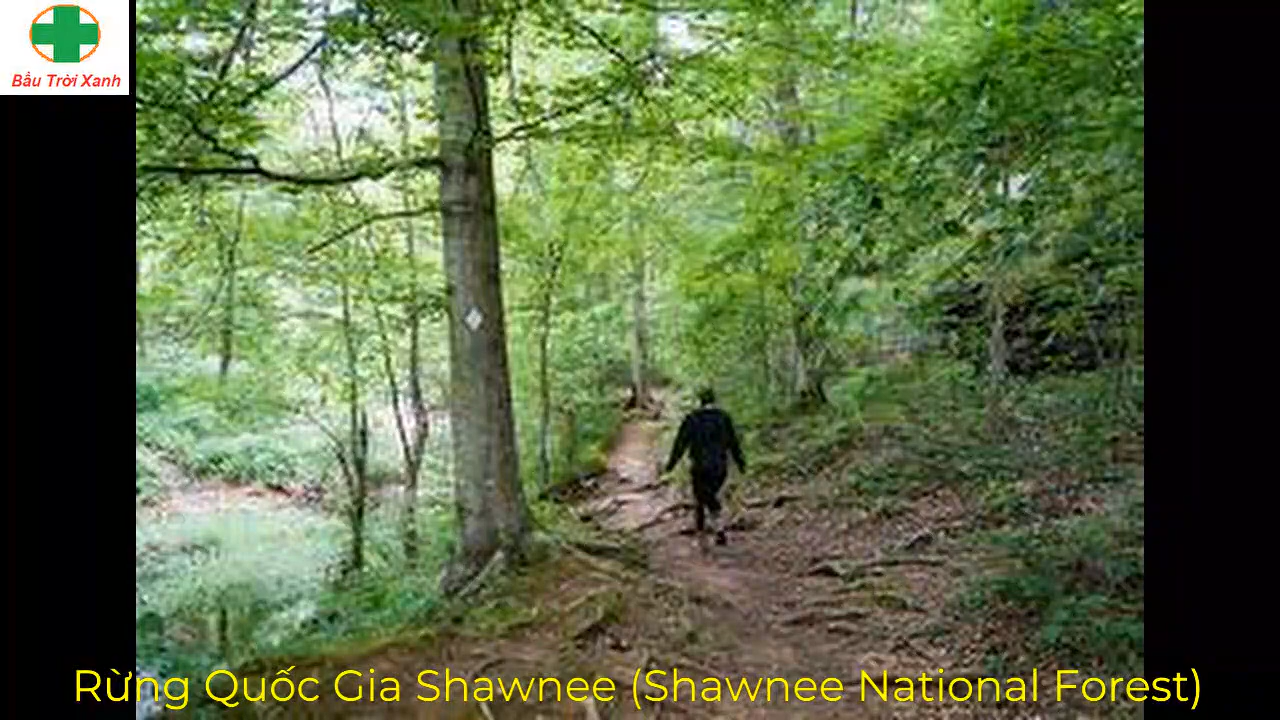 Bầu Trời Xanh
Rừng Quốc Gia Shawnee (Shawnee National Forest)